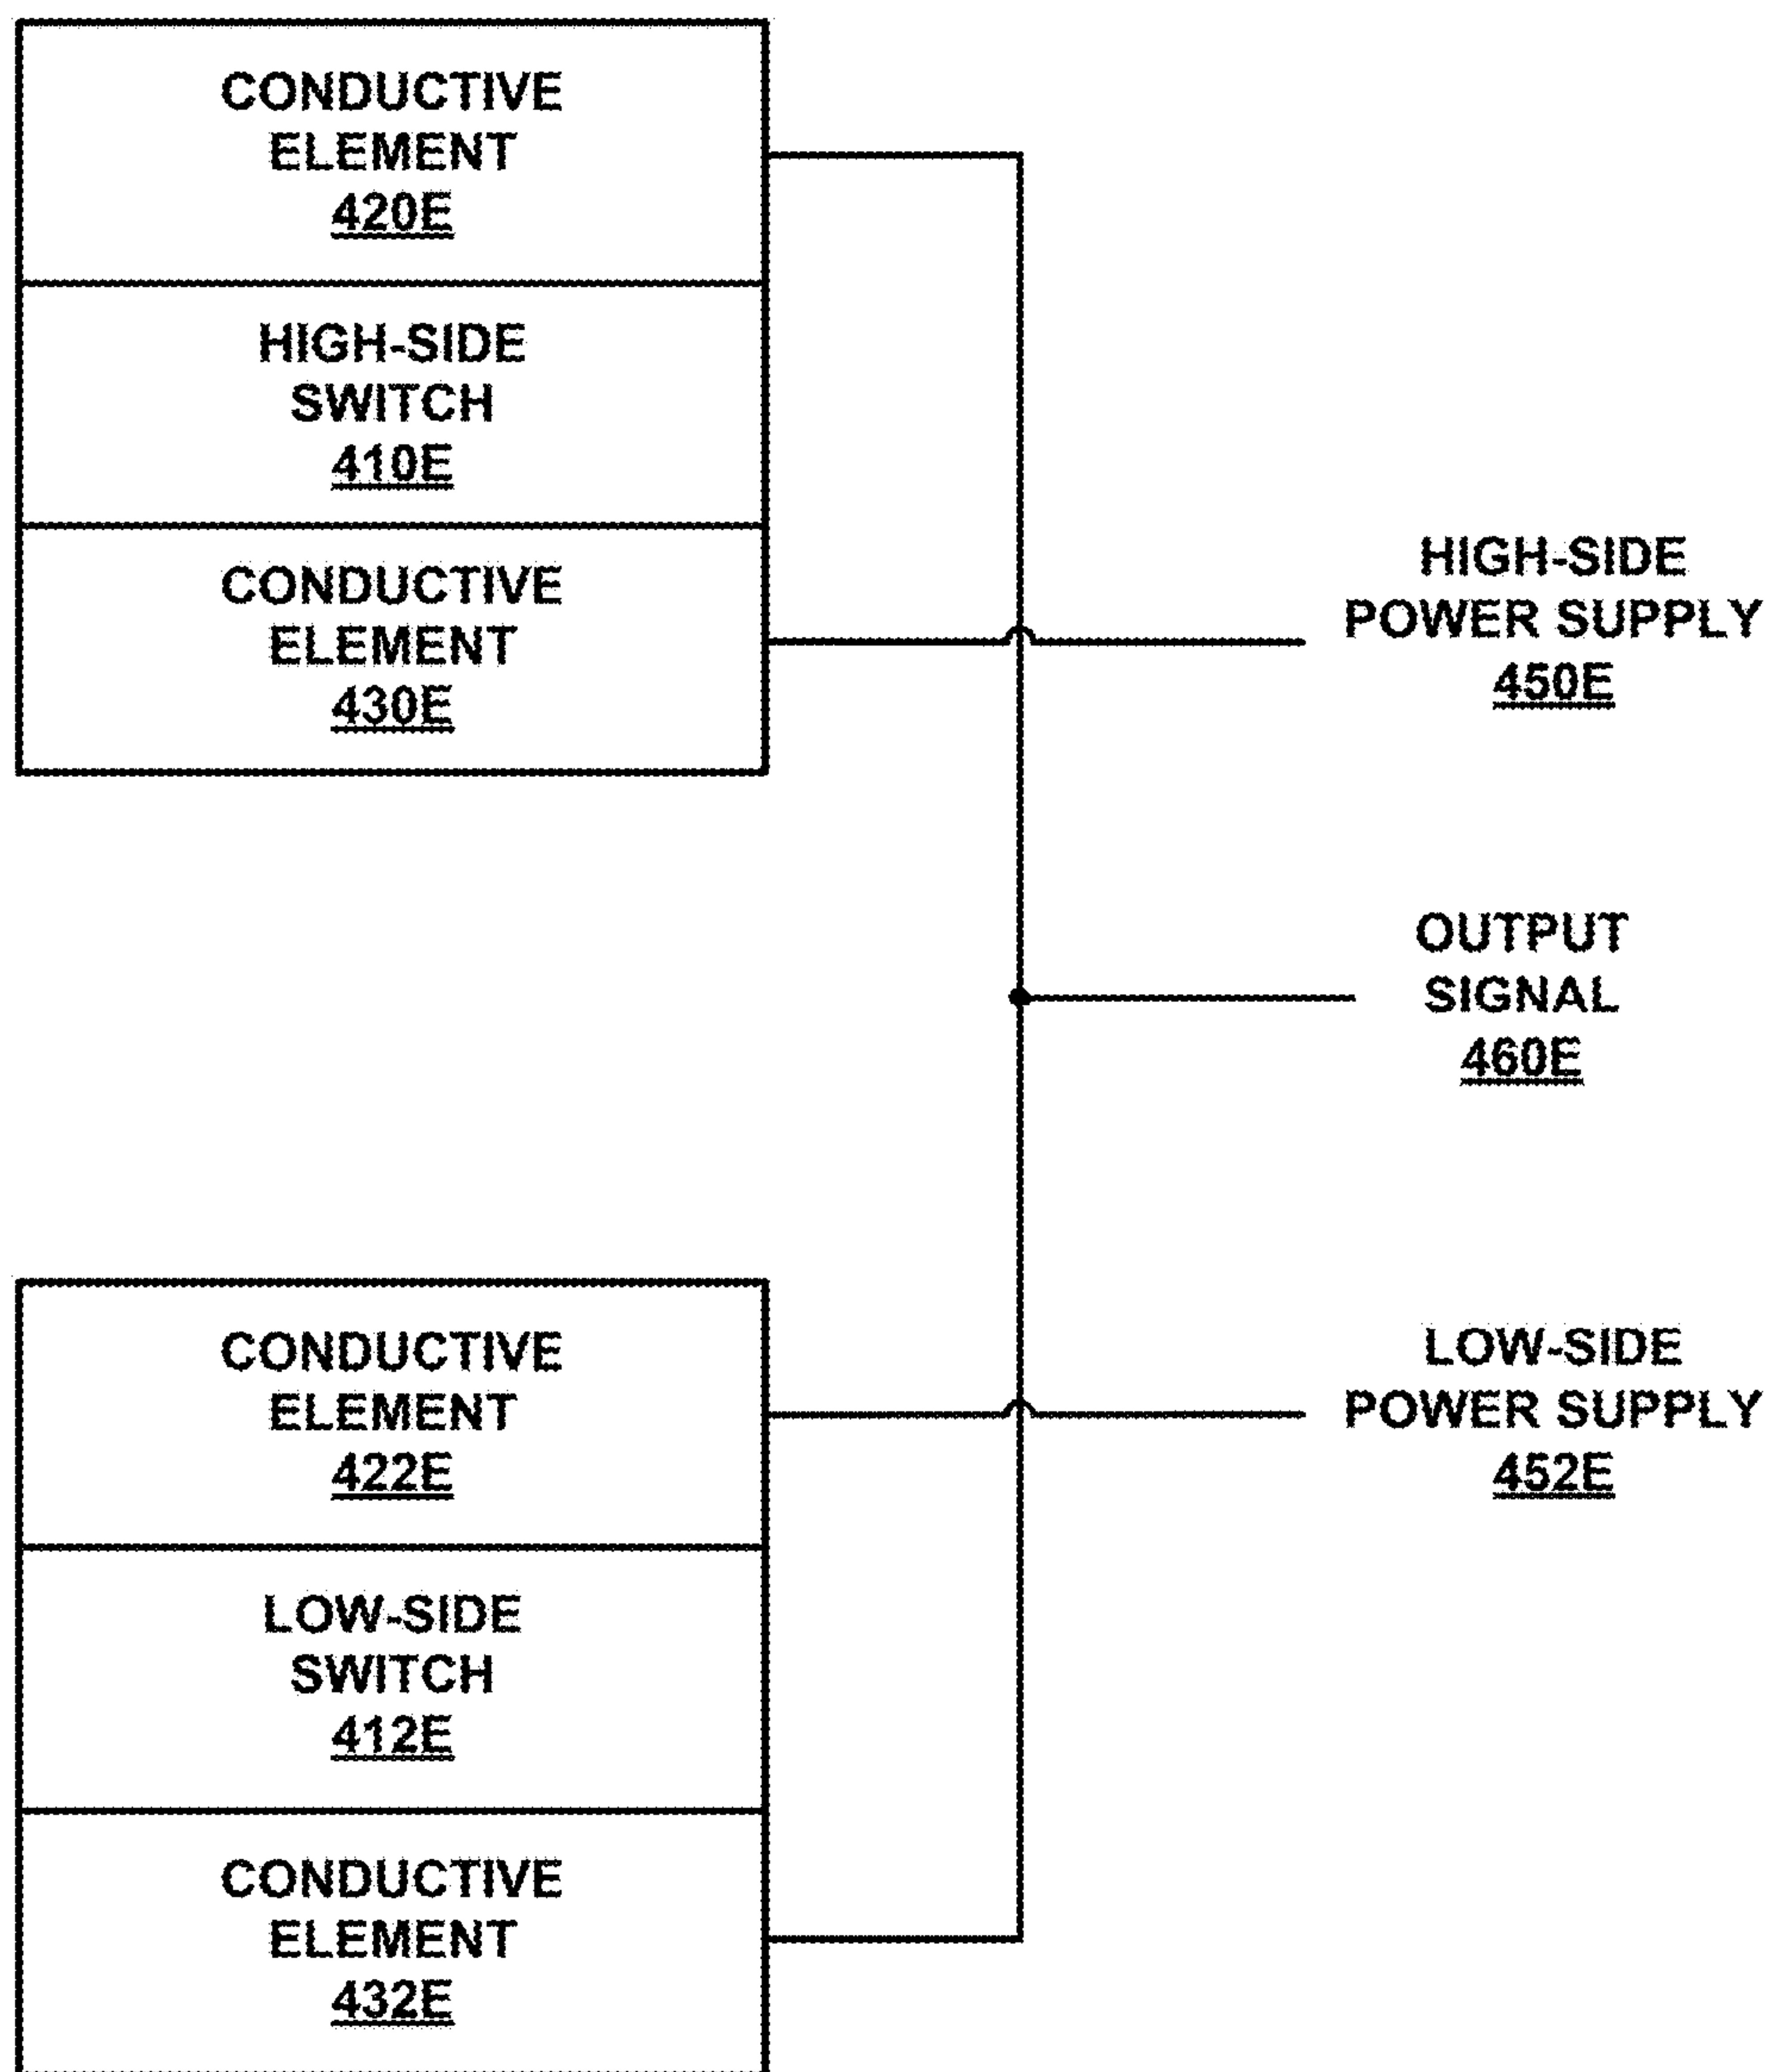 CONDUCTIVE
ELEMENT
420E
HIGH-SIDE
SWITCH
410E
CONDUCTIVE
ELEMENT
430E
HIGH-SIDE
POWER SUPPLY
450E
OUTPUT
SIGNAL
460E
CONDUCTIVE
ELEMENT
422E
LOW-SIDE
POWER SUPPLY
452E
LOW-SIDE
SWITCH
412E
CONDUCTIVE
ELEMENT
432E